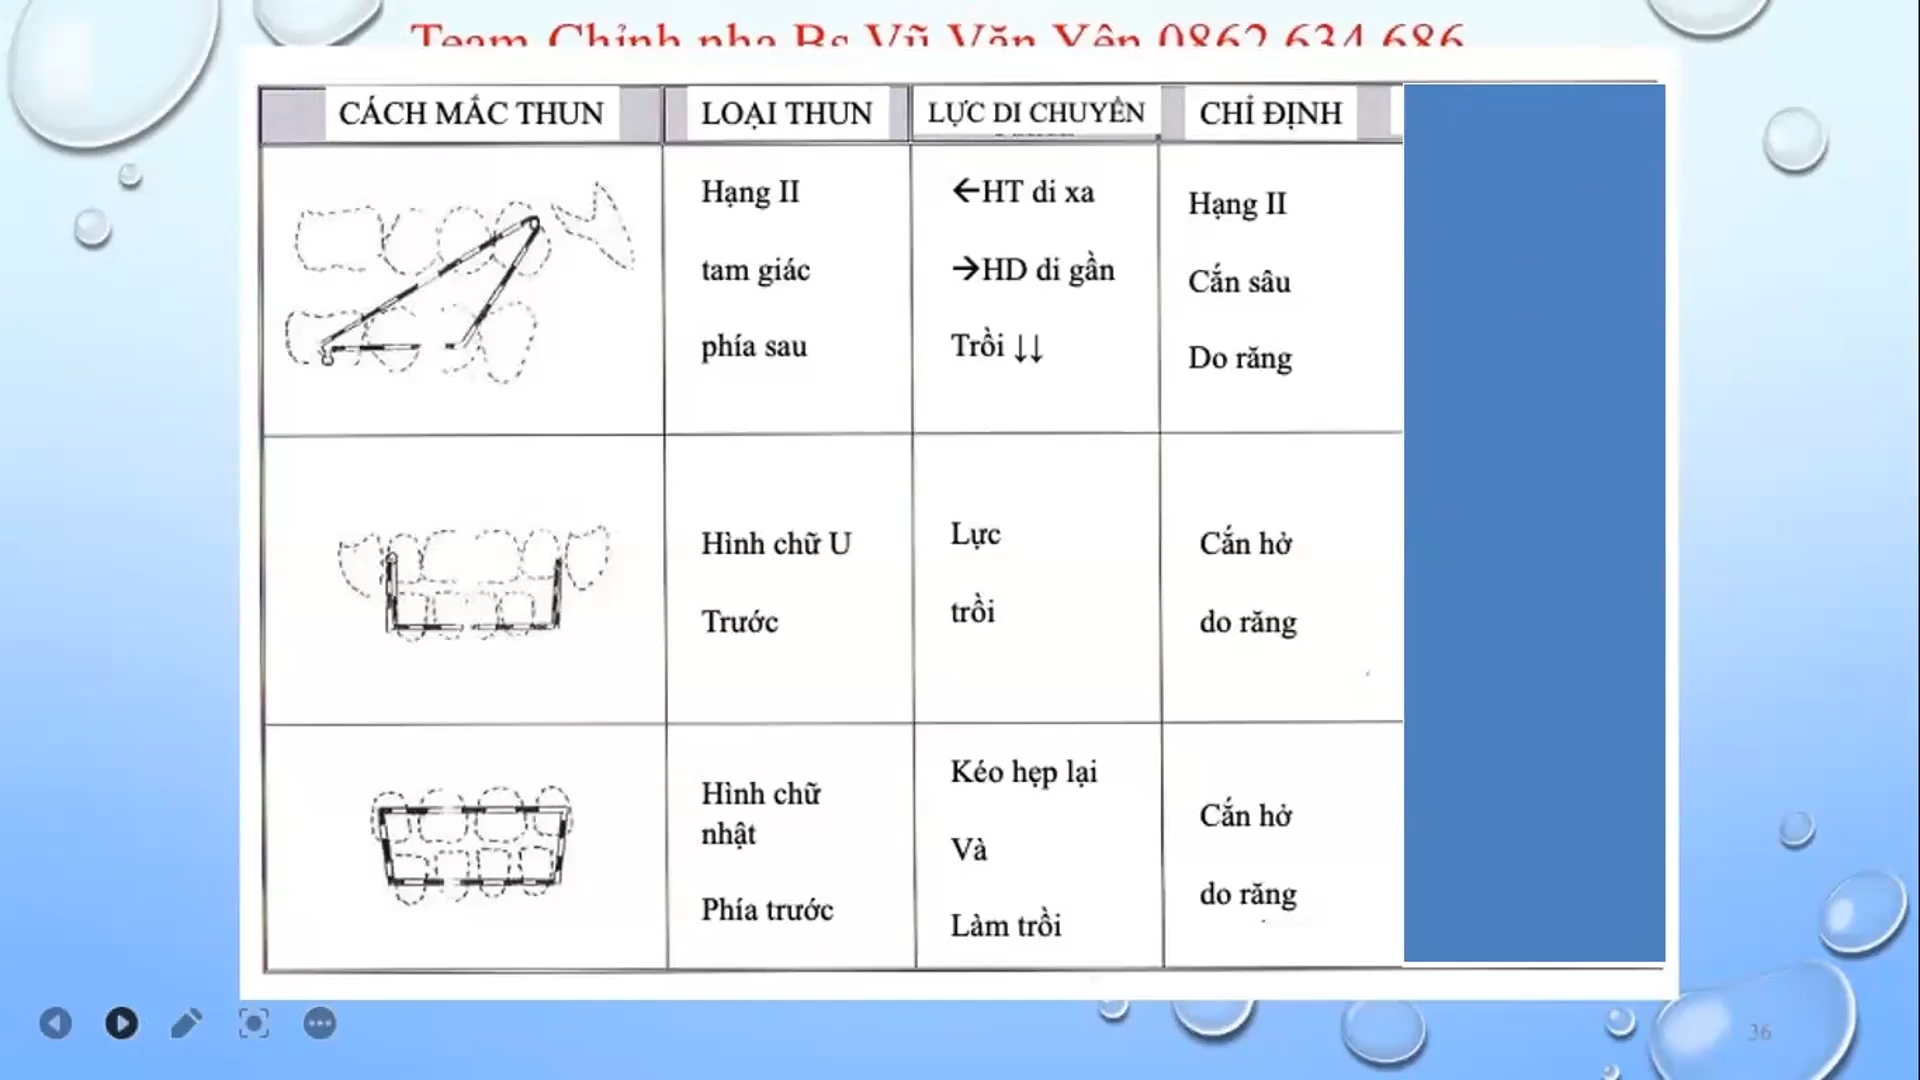 Team Chỉnh nha Bs Vũ Văn Yên 0862 634 686
CÁCH MẮC THUN
LOẠI THUN
LỰC DI CHUYỂN
CHỈ ĐỊNH
Hạng II
tam giác
phía sau
←HT di xa
→HD di gần
Trồi ↓↓
Hạng II
Cắn sâu
Do răng
Hình chữ U
Trước
Lực
trồi
Cắn hở
do răng
Hình chữ
nhật
Phía trước
Kéo hẹp lại
Và
Làm trồi
Cắn hở
do răng
36